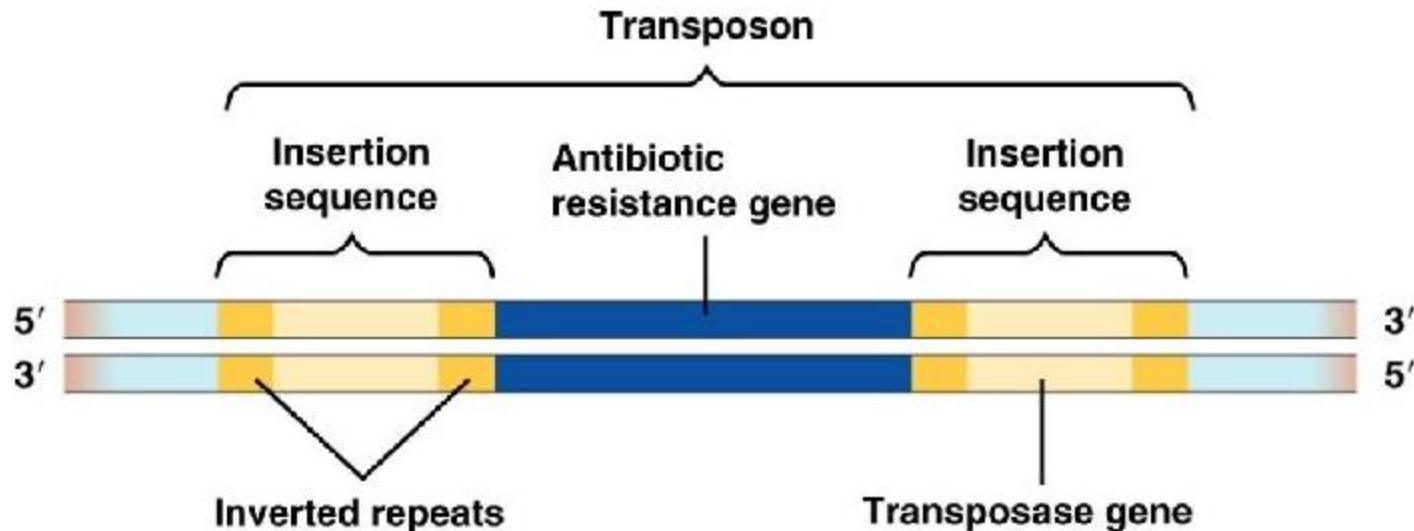 Transposon
Insertion
sequence
Antibiotic
resistance gene
Insertion
sequence
5′
3′
3′
5′
Inverted repeats
Transposase gene